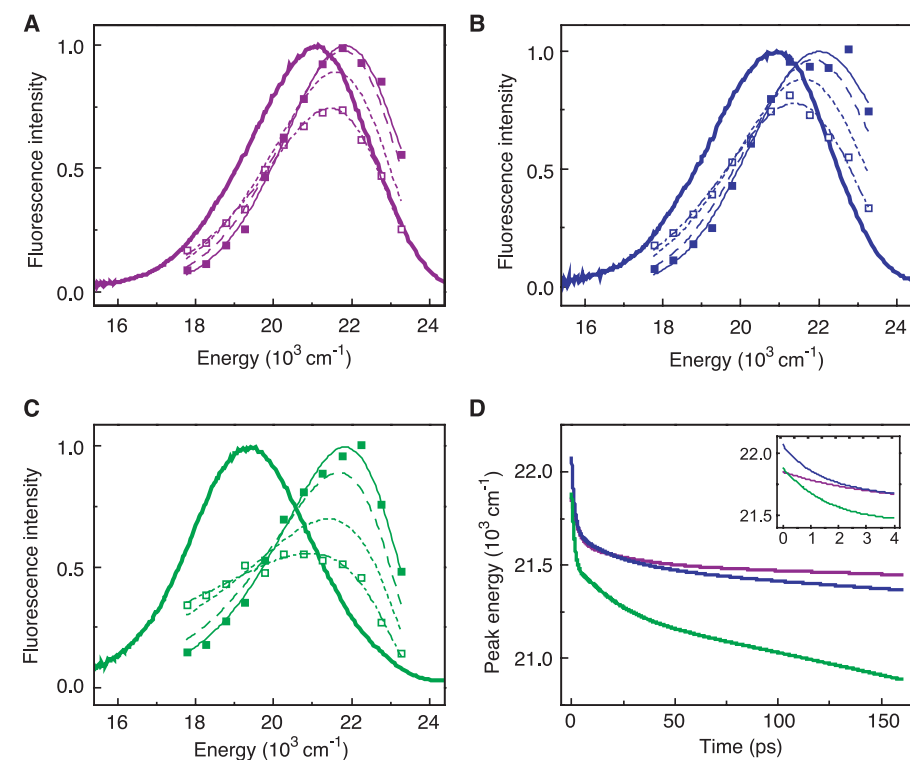 A
Fluorescence intensity
1.0
0.5
0.0
16 18 20 22 24
Energy (10³ cm⁻¹)
B
Fluorescence intensity
1.0
0.5
0.0
16 18 20 22 24
Energy (10³ cm⁻¹)
C
Fluorescence intensity
1.0
0.5
0.0
16 18 20 22 24
Energy (10³ cm⁻¹)
D
Peak energy (10³ cm⁻¹)
22.0
21.5
21.0
0 50 100 150
Time (ps)
22.0
21.5
0 1 2 3 4